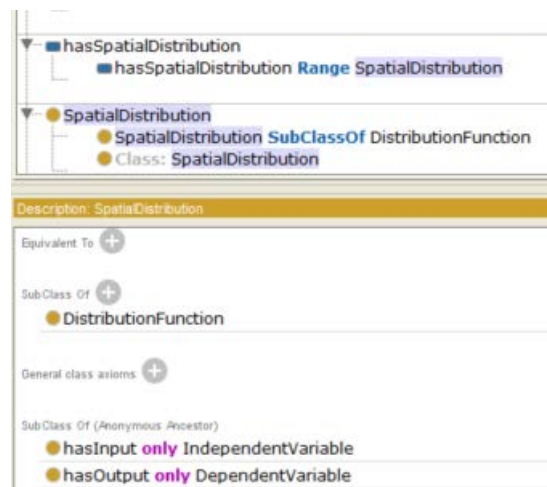 hasSpatialDistribution
hasSpatialDistribution Range SpatialDistribution
SpatialDistribution
SpatialDistribution SubClassOf DistributionFunction
Class: SpatialDistribution
Description: SpatialDistribution
Equivalent To
SubClass Of
DistributionFunction
General class axioms
SubClass Of (Anonymous Ancestor)
hasInput only IndependentVariable
hasOutput only DependentVariable